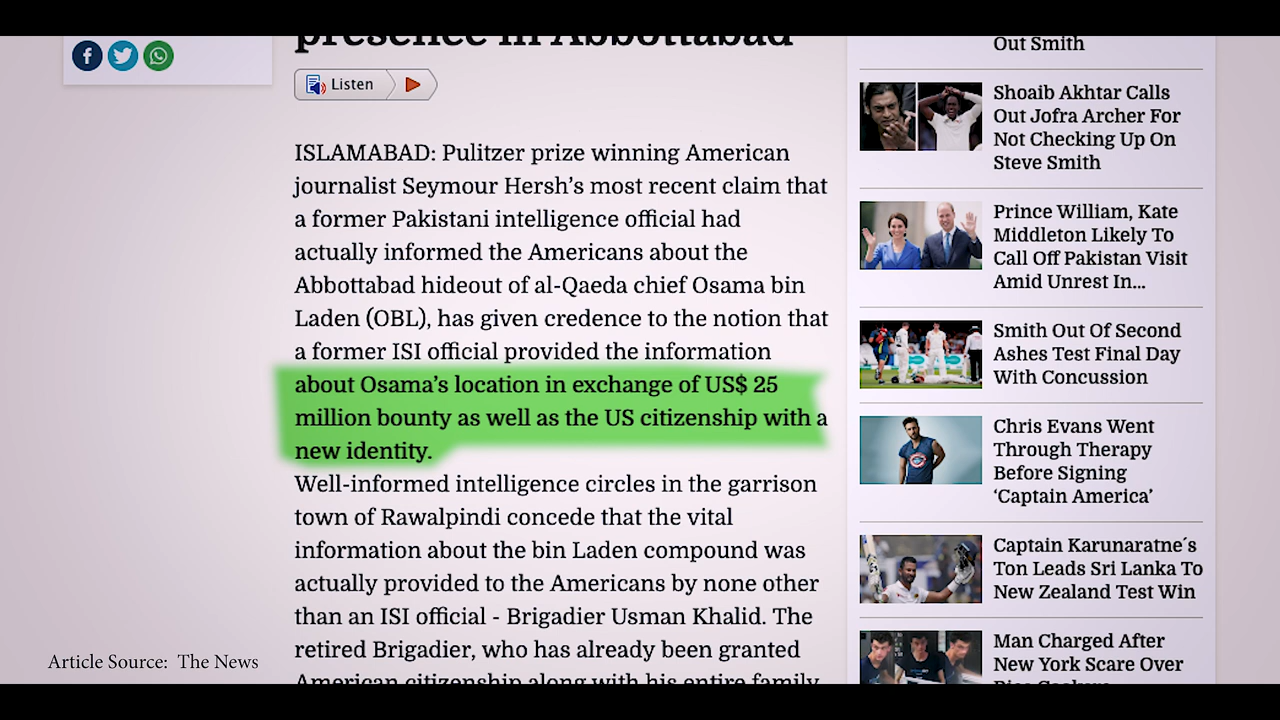 presence in Abbottabad
Listen
ISLAMABAD: Pulitzer prize winning American
journalist Seymour Hersh’s most recent claim that
a former Pakistani intelligence official had
actually informed the Americans about the
Abbottabad hideout of al-Qaeda chief Osama bin
Laden (OBL), has given credence to the notion that
a former ISI official provided the information
about Osama’s location in exchange of US$ 25
million bounty as well as the US citizenship with a
new identity.
Well-informed intelligence circles in the garrison
town of Rawalpindi concede that the vital
information about the bin Laden compound was
actually provided to the Americans by none other
than an ISI official - Brigadier Usman Khalid. The
retired Brigadier, who has already been granted
American citizenship along with his entire family
Out Smith
Shoaib Akhtar Calls
Out Jofra Archer For
Not Checking Up On
Steve Smith
Prince William, Kate
Middleton Likely To
Call Off Pakistan Visit
Amid Unrest In...
Smith Out Of Second
Ashes Test Final Day
With Concussion
Chris Evans Went
Through Therapy
Before Signing
‘Captain America’
Captain Karunaratne´s
Ton Leads Sri Lanka To
New Zealand Test Win
Man Charged After
New York Scare Over
Article Source: The News